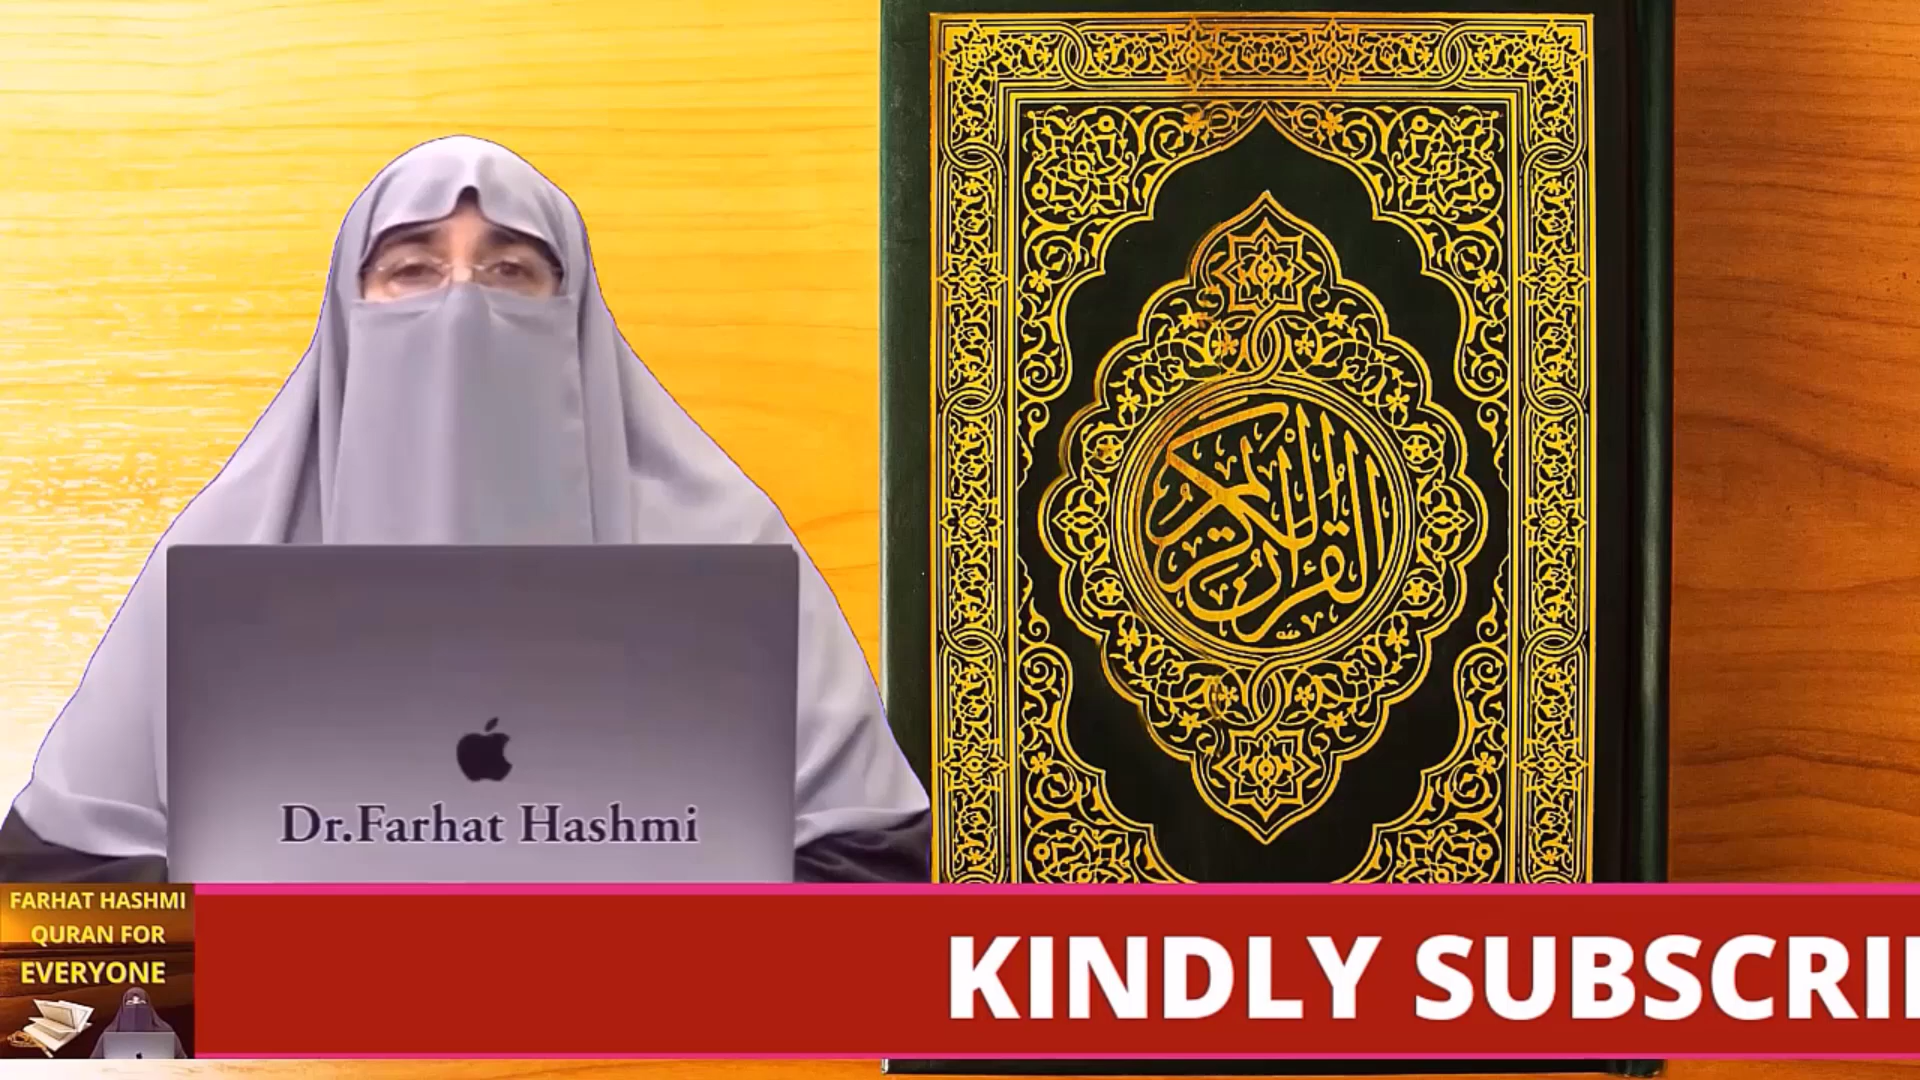 القرآن الكريم
Dr.Farhat Hashmi
FARHAT HASHMI
QURAN FOR
EVERYONE
KINDLY SUBSCRI